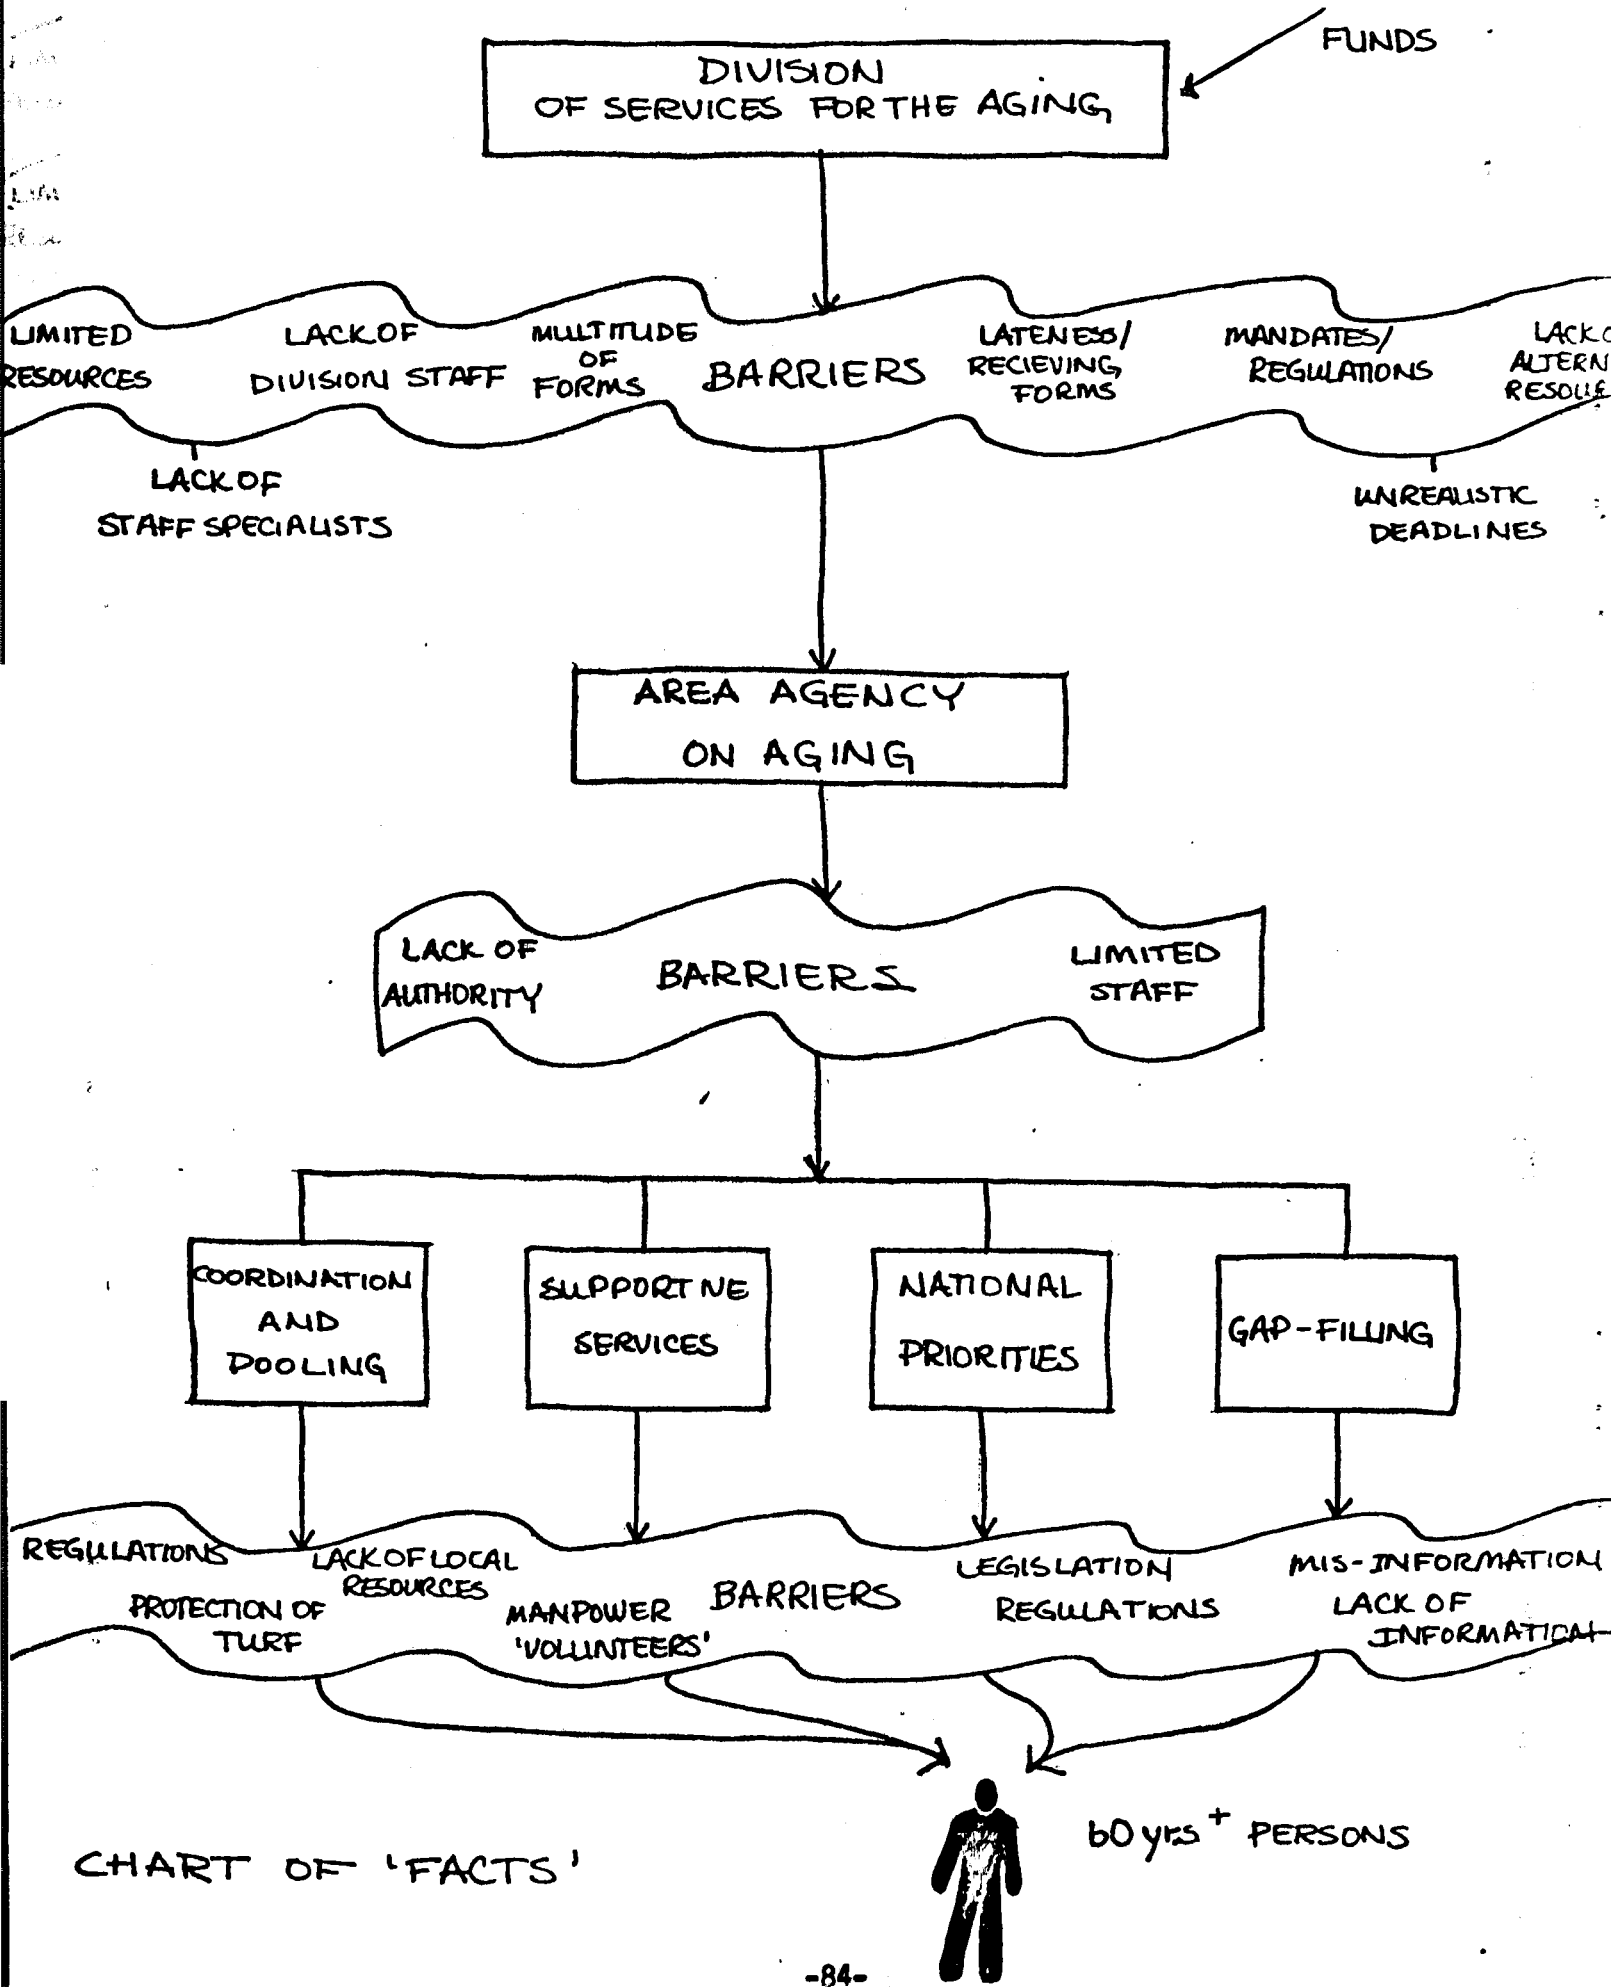 FUNDS
DIVISION
OF SERVICES FOR THE AGING
LIMITED
RESOURCES
LACK OF
DIVISION STAFF
MULTITUDE
OF
FORMS
BARRIERS
LATENESS/
RECIEVING
FORMS
MANDATES/
REGULATIONS
LACK
LACK OF
STAFF SPECIALISTS
UNREALISTIC
DEADLINES
AREA AGENCY
ON AGING
LACK OF
AUTHORITY
BARRIERS
LIMITED
STAFF
COORDINATION
AND
POOLING
SUPPORTIVE
SERVICES
NATIONAL
PRIORITIES
GAP-FILLING
REGULATIONS
PROTECTION OF
TURF
LACK OF LOCAL
RESOURCES
MANPOWER
'VOLUNTEERS'
BARRIERS
LEGISLATION
REGULATIONS
MIS-INFORMATION
LACK OF
INFORMATION
60 yrs + PERSONS
CHART OF 'FACTS'
-84-